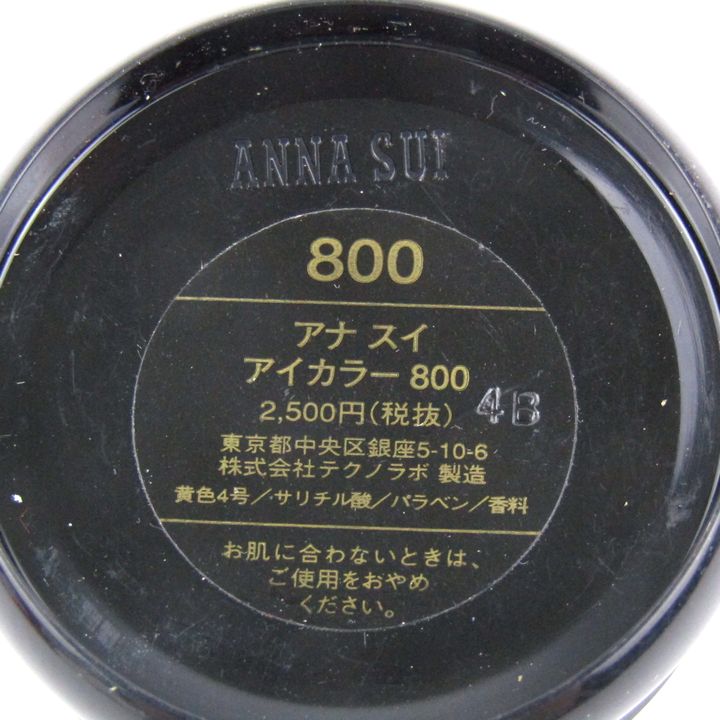 ANNA SUI
800
アナ スイ
アイカラー 800
2,500円(税抜) 4B
東京都中央区銀座5-10-6
株式会社テクノラボ 製造
黄色4号／サリチル酸／パラベン／香料
お肌に合わないときは、
ご使用をおやめ
ください。